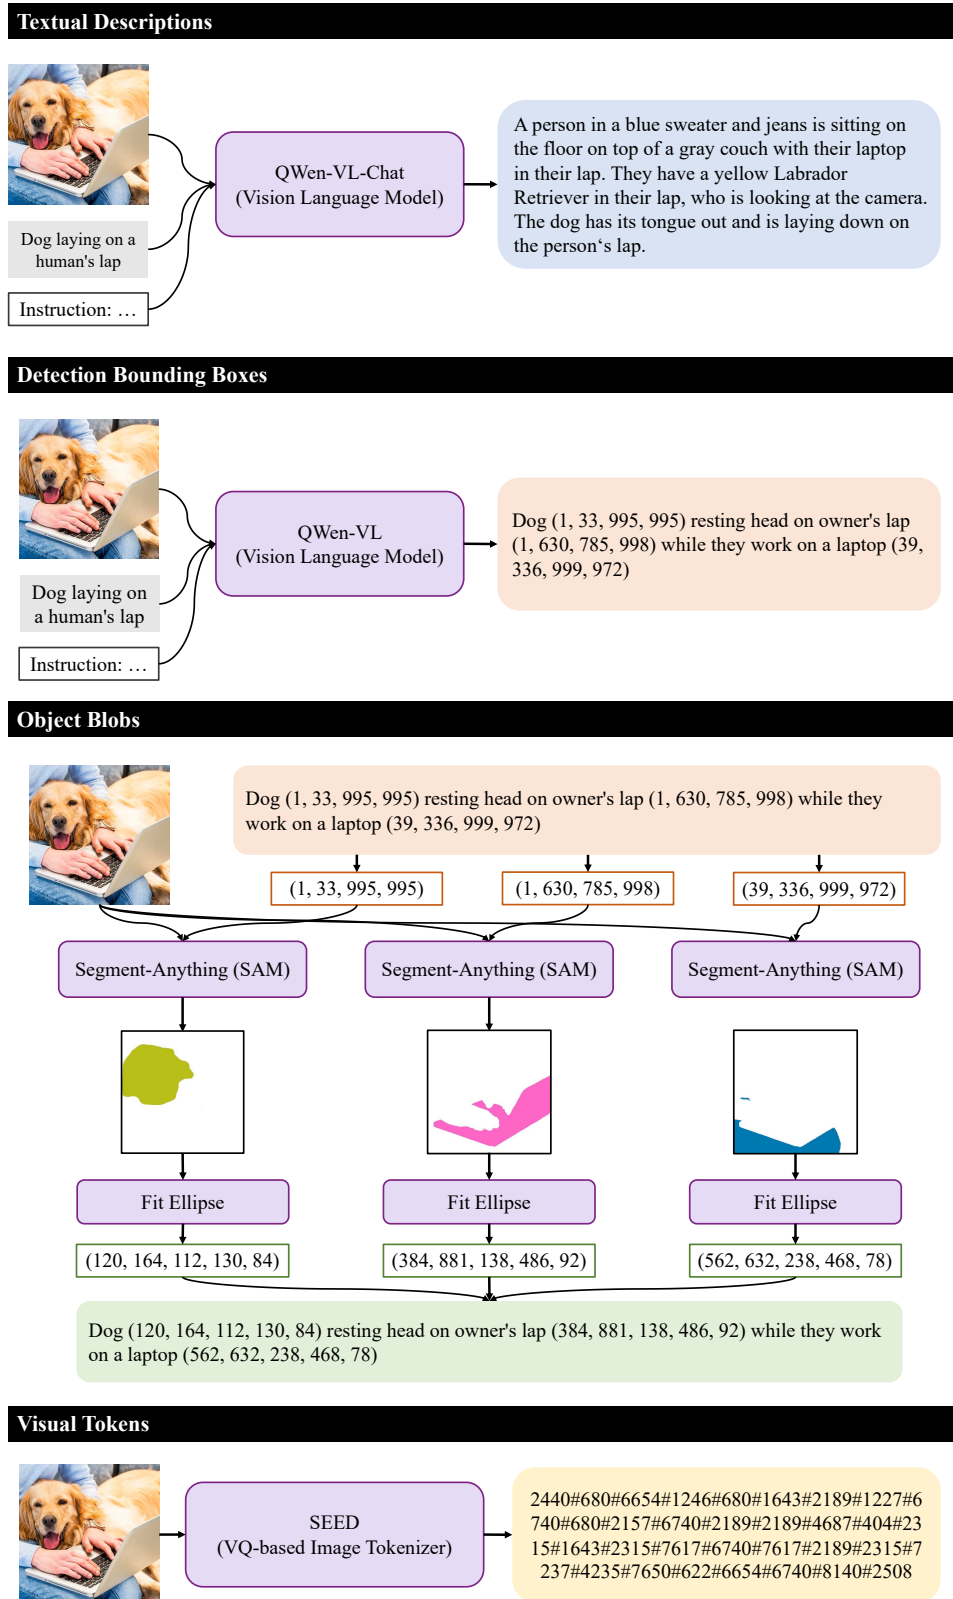 Textual Descriptions
A person in a blue sweater and jeans is sitting on
the floor on top of a gray couch with their laptop
in their lap. They have a yellow Labrador
Retriever in their lap, who is looking at the camera.
The dog has its tongue out and is laying down on
the person‘s lap.
QWen-VL-Chat
(Vision Language Model)
Dog laying on a
human's lap
Instruction: …
Detection Bounding Boxes
QWen-VL
(Vision Language Model)
Dog (1, 33, 995, 995) resting head on owner's lap
(1, 630, 785, 998) while they work on a laptop (39,
336, 999, 972)
Dog laying on
a human's lap
Instruction: …
Object Blobs
Dog (1, 33, 995, 995) resting head on owner's lap (1, 630, 785, 998) while they
work on a laptop (39, 336, 999, 972)
(1, 33, 995, 995)
(1, 630, 785, 998)
(39, 336, 999, 972)
Segment-Anything (SAM)
Segment-Anything (SAM)
Segment-Anything (SAM)
Fit Ellipse
Fit Ellipse
Fit Ellipse
(120, 164, 112, 130, 84)
(384, 881, 138, 486, 92)
(562, 632, 238, 468, 78)
Dog (120, 164, 112, 130, 84) resting head on owner's lap (384, 881, 138, 486, 92) while they work
on a laptop (562, 632, 238, 468, 78)
Visual Tokens
SEED
(VQ-based Image Tokenizer)
2440#680#6654#1246#680#1643#2189#1227#6
740#680#2157#6740#2189#2189#4687#404#23
15#1643#2315#7617#6740#7617#2189#2315#7
237#4235#7650#622#6654#6740#8140#2508